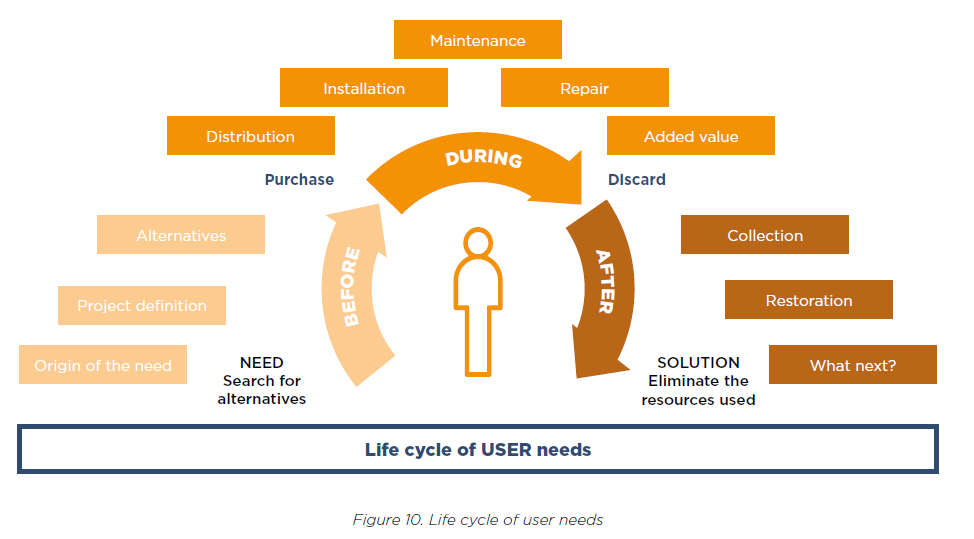 Maintenance
Installation
Repair
Distribution
Added value
DURING
Purchase
DIscard
Alternatives
Collection
BEFORE
AFTER
Project definition
Restoration
Origin of the need
What next?
NEED
Search for
alternatives
SOLUTION
Eliminate the
resources used
Life cycle of USER needs
Figure 10. Life cycle of user needs